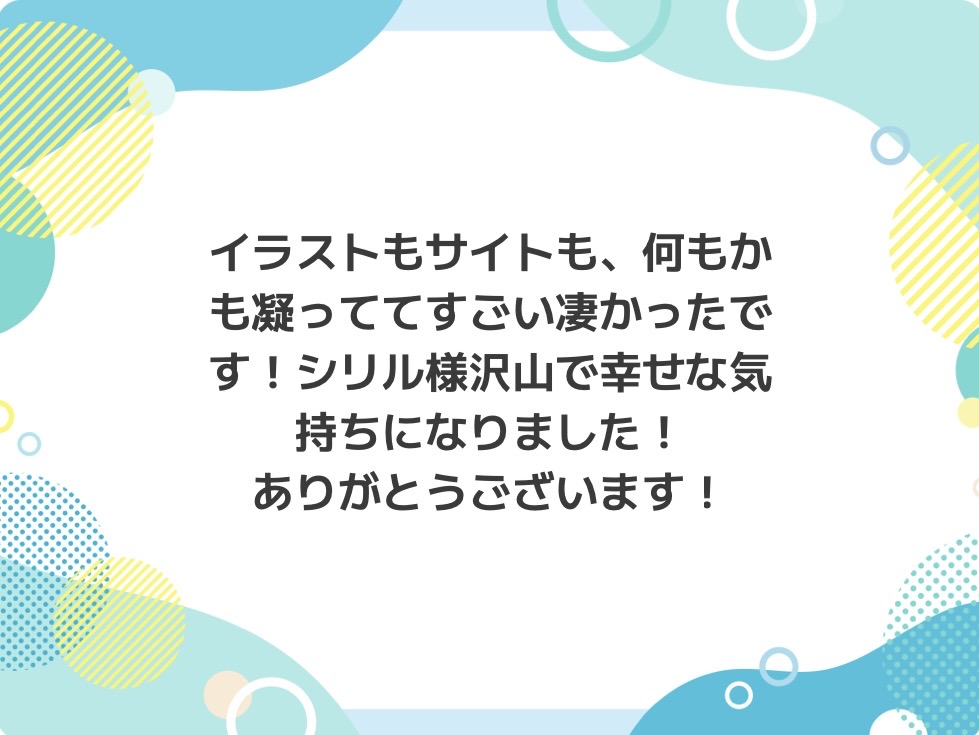 イラストもサイトも、何もか
も凝っててすごい凄かったで
す！シリル様沢山で幸せな気
持ちになりました！
ありがとうございます！